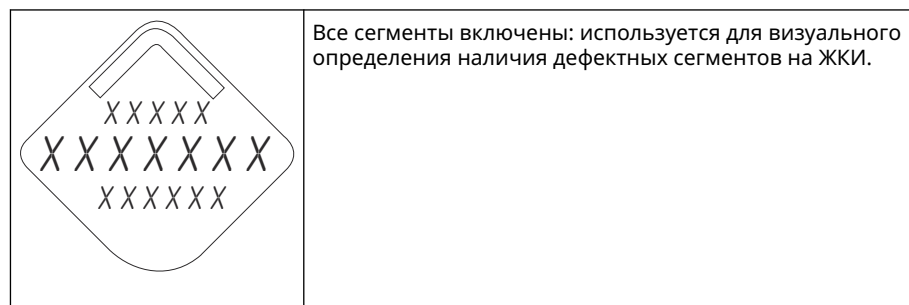 XXXXX
XXXXXXX
XXXXXX
Все сегменты включены: используется для визуального
определения наличия дефектных сегментов на ЖКИ.